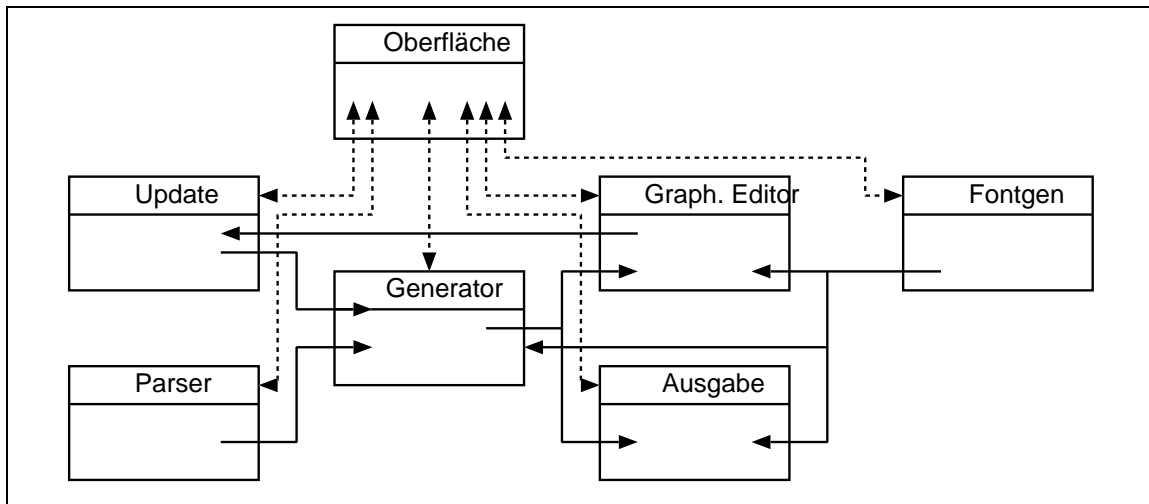 Oberfläche
Update
Graph. Editor
Fontgen
Generator
Parser
Ausgabe